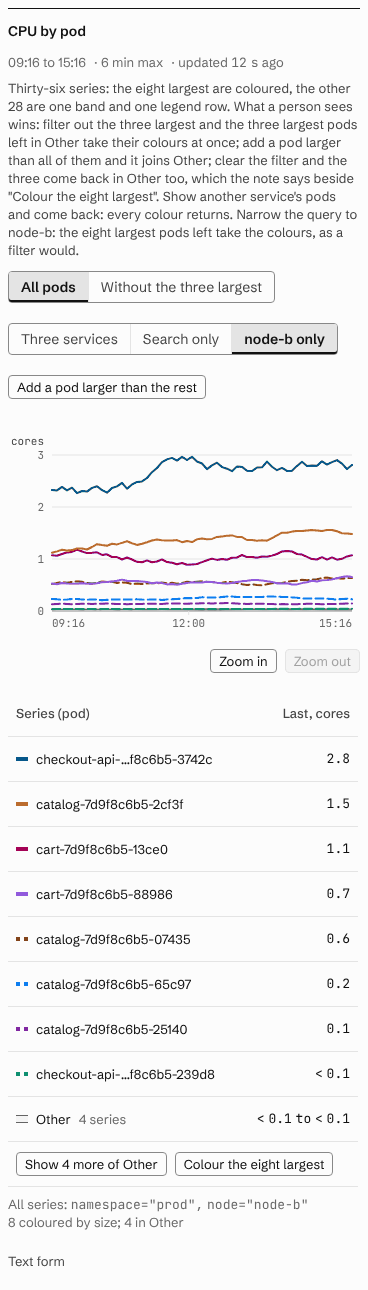 CPU by pod
09:16 to 15:16 · 6 min max · updated 12 s ago
Thirty-six series: the eight largest are coloured, the other
28 are one band and one legend row. What a person sees
wins: filter out the three largest and the three largest pods
left in Other take their colours at once; add a pod larger
than all of them and it joins Other; clear the filter and the
three come back in Other too, which the note says beside
"Colour the eight largest". Show another service's pods
and come back: every colour returns. Narrow the query to
node-b: the eight largest pods left take the colours, as a
filter would.
All pods Without the three largest
Three services Search only node-b only
Add a pod larger than the rest
cores
3
2
1
0
09:16 12:00 15:16
Zoom in Zoom out
Series (pod) Last, cores
checkout-api-…f8c6b5-3742c 2.8
catalog-7d9f8c6b5-2cf3f 1.5
cart-7d9f8c6b5-13ce0 1.1
cart-7d9f8c6b5-88986 0.7
catalog-7d9f8c6b5-07435 0.6
catalog-7d9f8c6b5-65c97 0.2
catalog-7d9f8c6b5-25140 0.1
checkout-api-…f8c6b5-239d8 < 0.1
Other 4 series < 0.1 to < 0.1
Show 4 more of Other Colour the eight largest
All series: namespace="prod", node="node-b"
8 coloured by size; 4 in Other
Text form